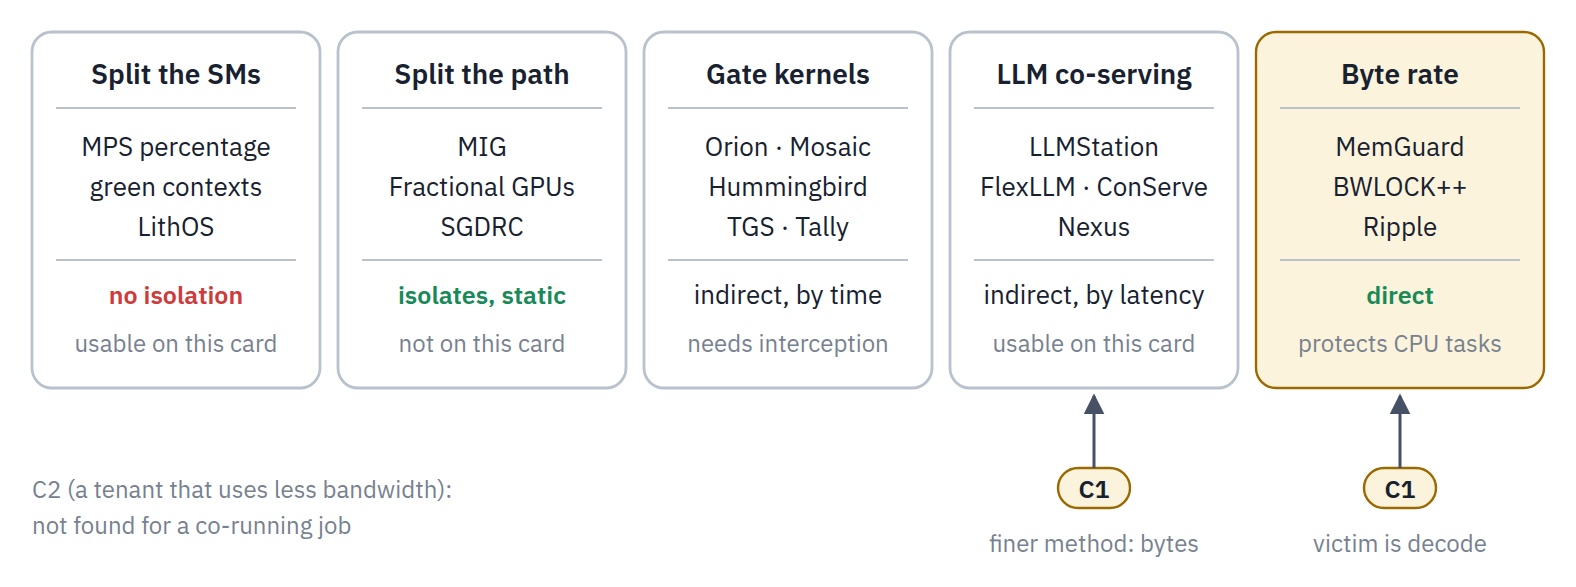 Split the SMs
MPS percentage
green contexts
LithOS
no isolation
usable on this card
Split the path
MIG
Fractional GPUs
SGDRC
isolates, static
not on this card
Gate kernels
Orion · Mosaic
Hummingbird
TGS · Tally
indirect, by time
needs interception
LLM co-serving
LLMStation
FlexLLM · ConServe
Nexus
indirect, by latency
usable on this card
Byte rate
MemGuard
BWLOCK++
Ripple
direct
protects CPU tasks
C2 (a tenant that uses less bandwidth):
not found for a co-running job
C1
finer method: bytes
C1
victim is decode